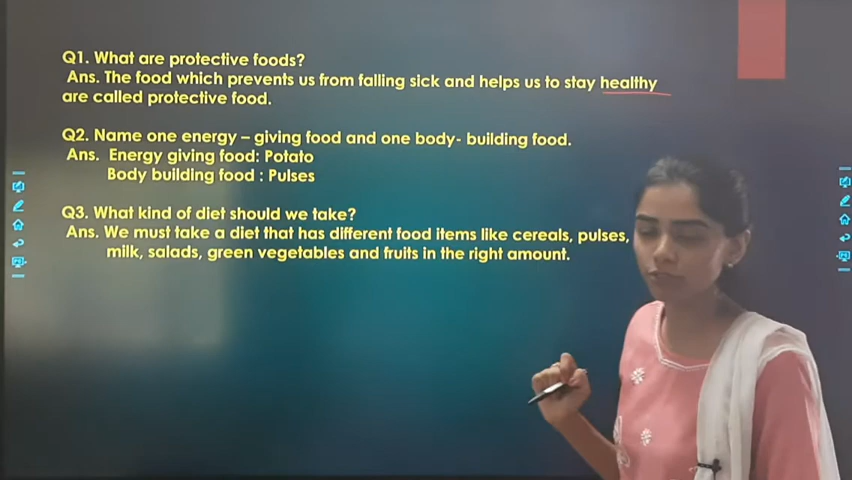 Q1. What are protective foods?
Ans. The food which prevents us from falling sick and helps us to stay healthy
are called protective food.
Q2. Name one energy – giving food and one body- building food.
Ans. Energy giving food: Potato
Body building food : Pulses
Q3. What kind of diet should we take?
Ans. We must take a diet that has different food items like cereals, pulses,
milk, salads, green vegetables and fruits in the right amount.